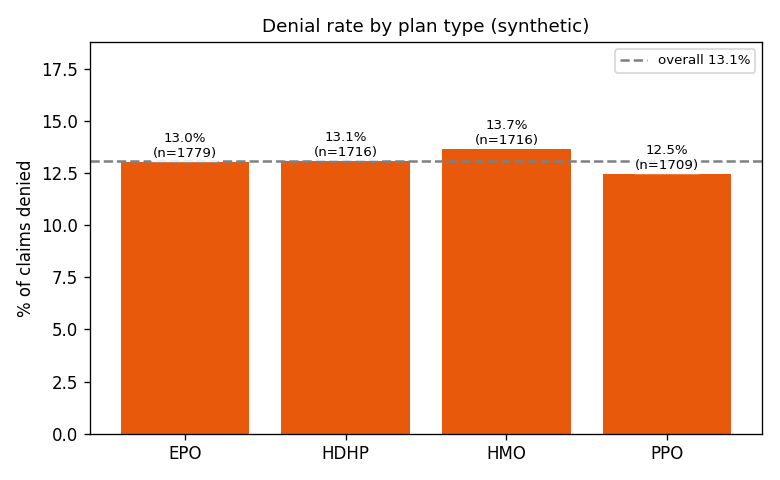 Denial rate by plan type (synthetic)
overall 13.1%
% of claims denied
17.5
15.0
12.5
10.0
7.5
5.0
2.5
0.0
13.0%
(n=1779)
13.1%
(n=1716)
13.7%
(n=1716)
12.5%
(n=1709)
EPO
HDHP
HMO
PPO